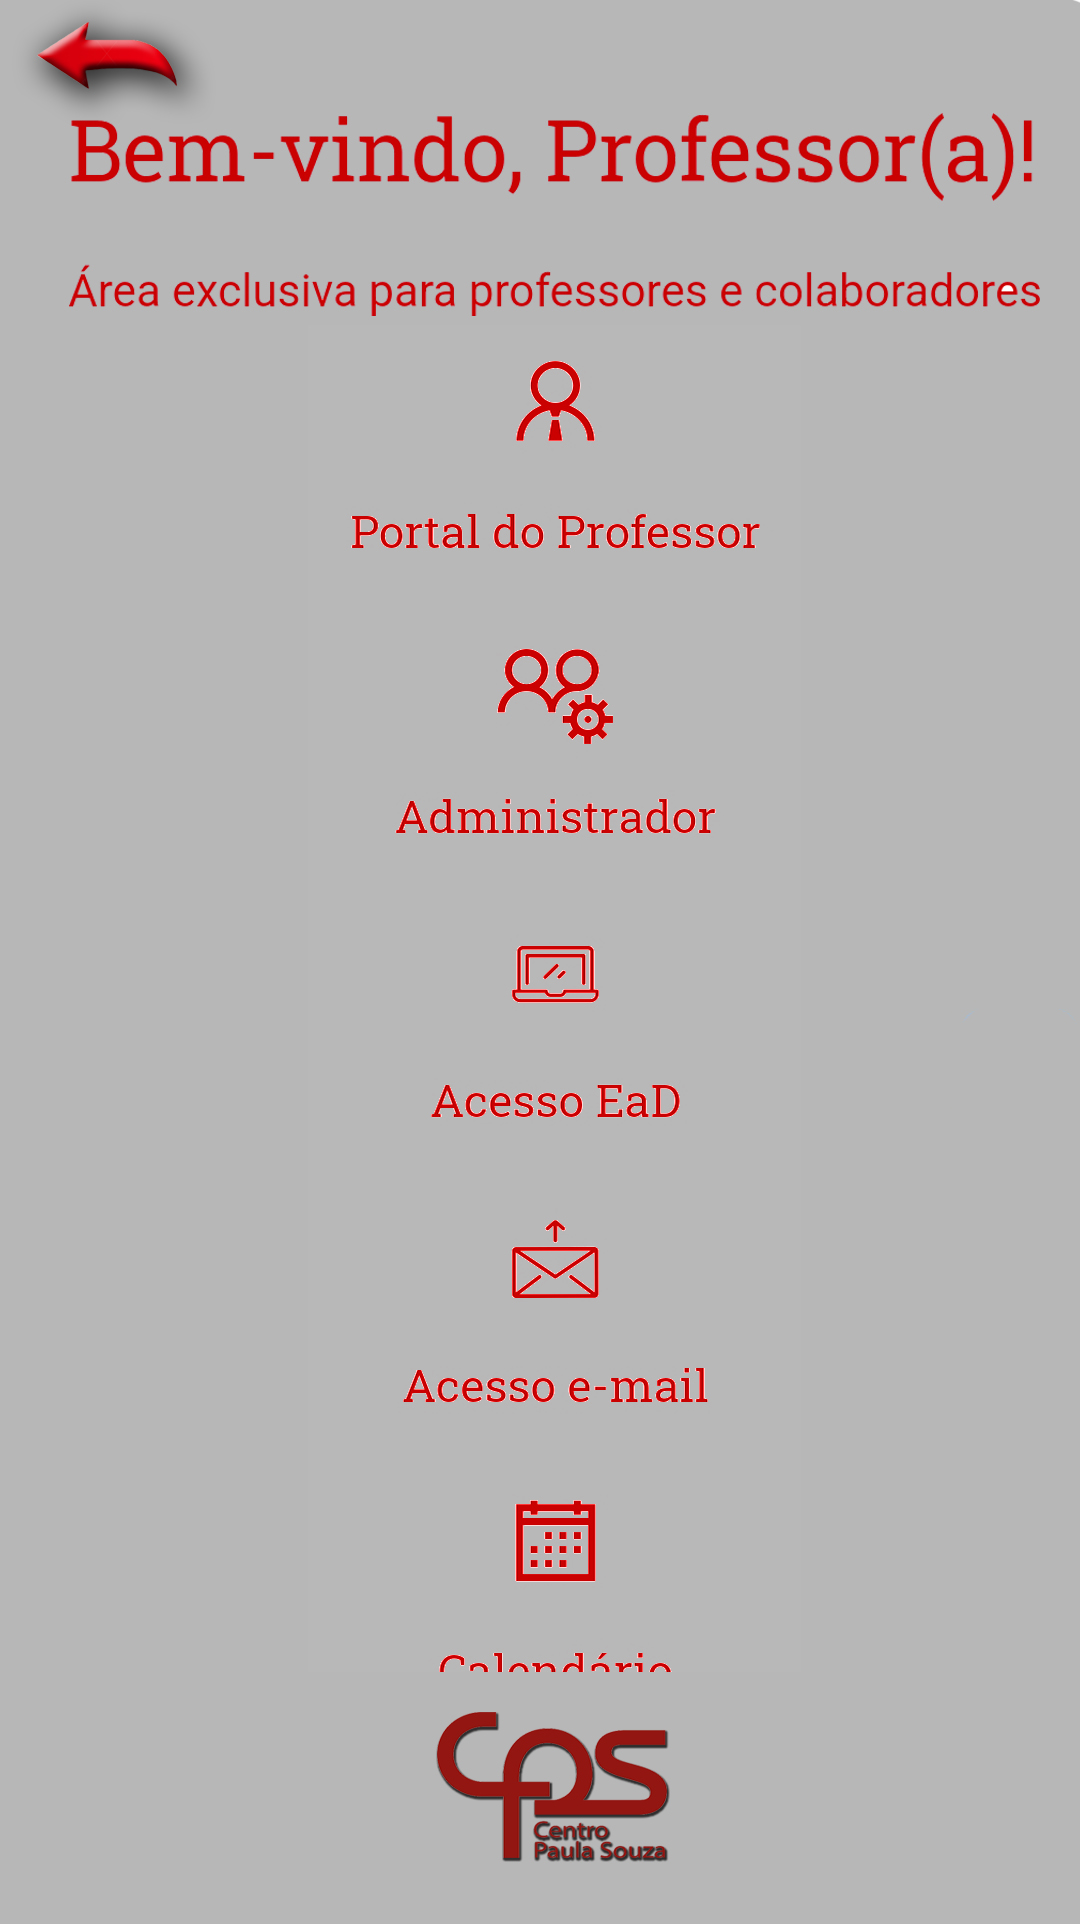 Bem-vindo, Professor(a)!
Área exclusiva para professores e colaboradores
Portal do Professor
Administrador
Acesso EaD
Acesso e-mail
Calendário
CPS
Centro
Paula Souza